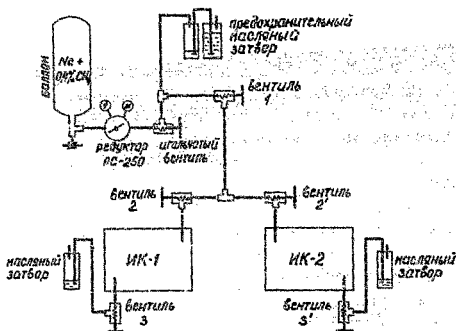 предохранительный
масляный
затвор
баллон
Ne +
вентиль
1
редуктор
РС-250
игольчатый
вентиль
вентиль
2
вентиль
2'
масляный
затвор
ИК-1
ИК-2
масляный
затвор
вентиль
3
вентиль
3'